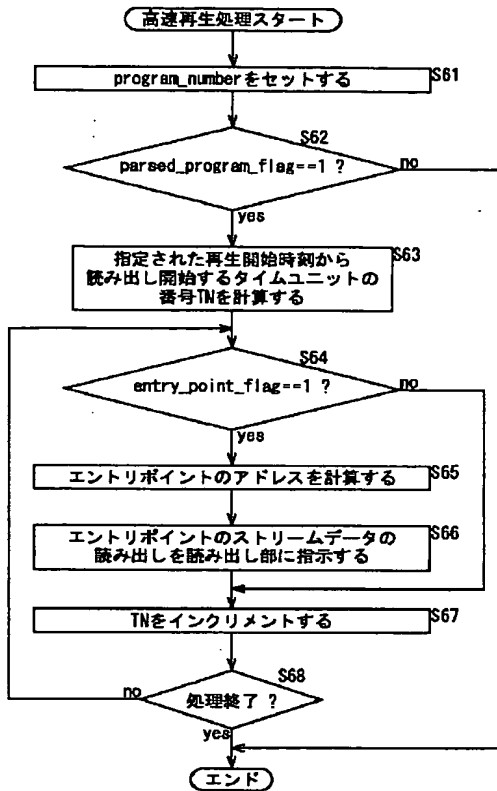 高速再生処理スタート
program_numberをセットする
S61
S62
parsed_program_flag==1 ?
no
yes
S63
指定された再生開始時刻から
読み出し開始するタイムユニットの
番号TNを計算する
S64
entry_point_flag==1 ?
no
yes
エントリポイントのアドレスを計算する
S65
エントリポイントのストリームデータの
読み出しを読み出し部に指示する
S66
TNをインクリメントする
S67
S68
no
処理終了 ?
yes
エンド